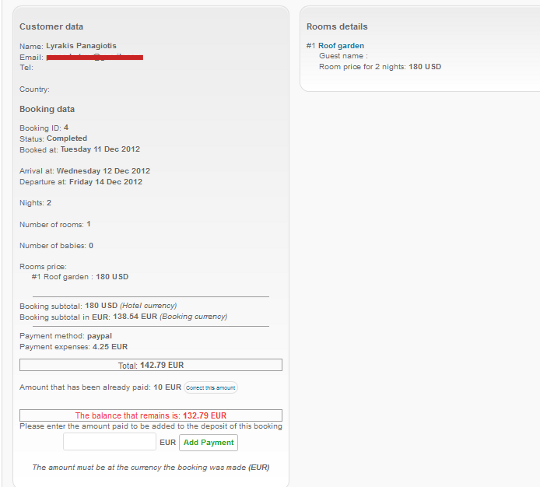 Customer data
Name: Lyrakis Panagiotis
Email:
Tel:
Country:
Booking data
Booking ID: 4
Status: Completed
Booked at: Tuesday 11 Dec 2012
Arrival at: Wednesday 12 Dec 2012
Departure at: Friday 14 Dec 2012
Nights: 2
Number of rooms: 1
Number of babies: 0
Rooms price:
#1 Roof garden : 180 USD
Booking subtotal: 180 USD (Hotel currency)
Booking subtotal in EUR: 138.54 EUR (Booking currency)
Payment method: paypal
Payment expenses: 4.25 EUR
Total: 142.79 EUR
Amount that has been already paid: 10 EUR Correct this amount
The balance that remains is: 132.79 EUR
Please enter the amount paid to be added to the deposit of this booking
EUR Add Payment
The amount must be at the currency the booking was made (EUR)
Rooms details
#1 Roof garden
Guest name :
Room price for 2 nights: 180 USD